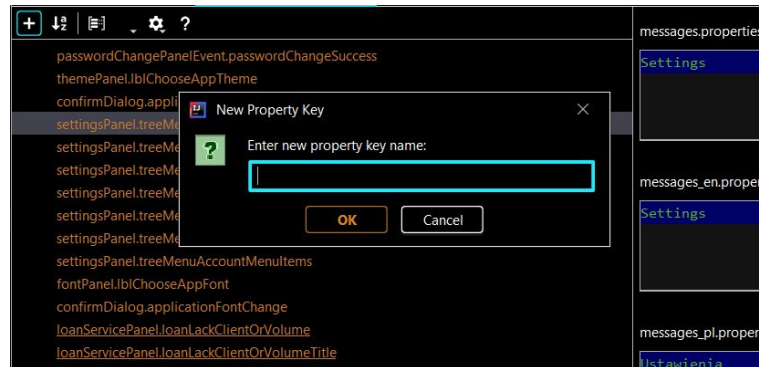 ?
messages.properties
Settings
passwordChangePanelEvent.passwordChangeSuccess
themePanel.lblChooseAppTheme
confirmDialog.appli
settingsPanel.treeMe
settingsPanel.treeMe
settingsPanel.treeMe
settingsPanel.treeMe
settingsPanel.treeMe
settingsPanel.treeMe
settingsPanel.treeMenuAccountMenuItems
fontPanel.lblChooseAppFont
confirmDialog.applicationFontChange
loanServicePanel.loanLackClientOrVolume
loanServicePanel.loanLackClientOrVolumeTitle
New Property Key
?
Enter new property key name:
OK
Cancel
messages_en.proper
Settings
messages_pl.proper
Ustawienia